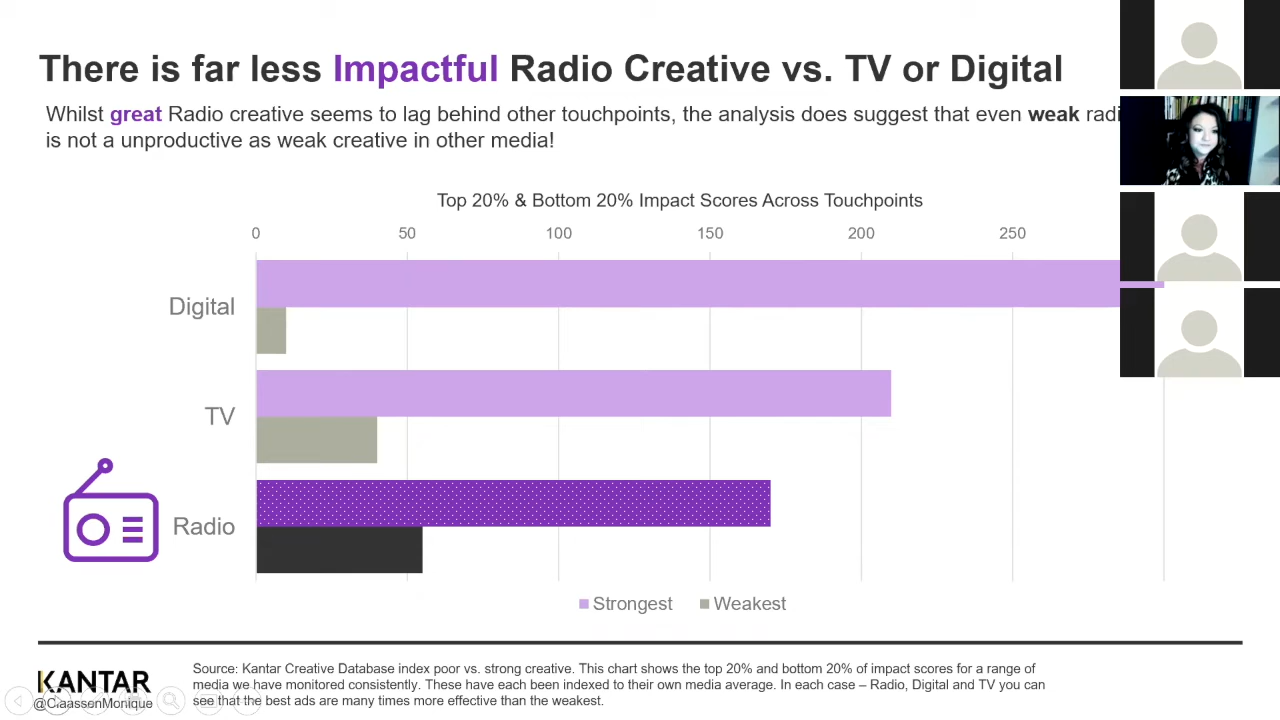 There is far less Impactful Radio Creative vs. TV or Digital
Whilst great Radio creative seems to lag behind other touchpoints, the analysis does suggest that even weak
is not a unproductive as weak creative in other media!
Top 20% & Bottom 20% Impact Scores Across Touchpoints
0 50 100 150 200 250
Digital
TV
Radio
Strongest Weakest
KANTAR
@ClaassenMonique
Source: Kantar Creative Database index poor vs. strong creative. This chart shows the top 20% and bottom 20% of impact scores for a range of
media we have monitored consistently. These have each been indexed to their own media average. In each case – Radio, Digital and TV you can
see that the best ads are many times more effective than the weakest.